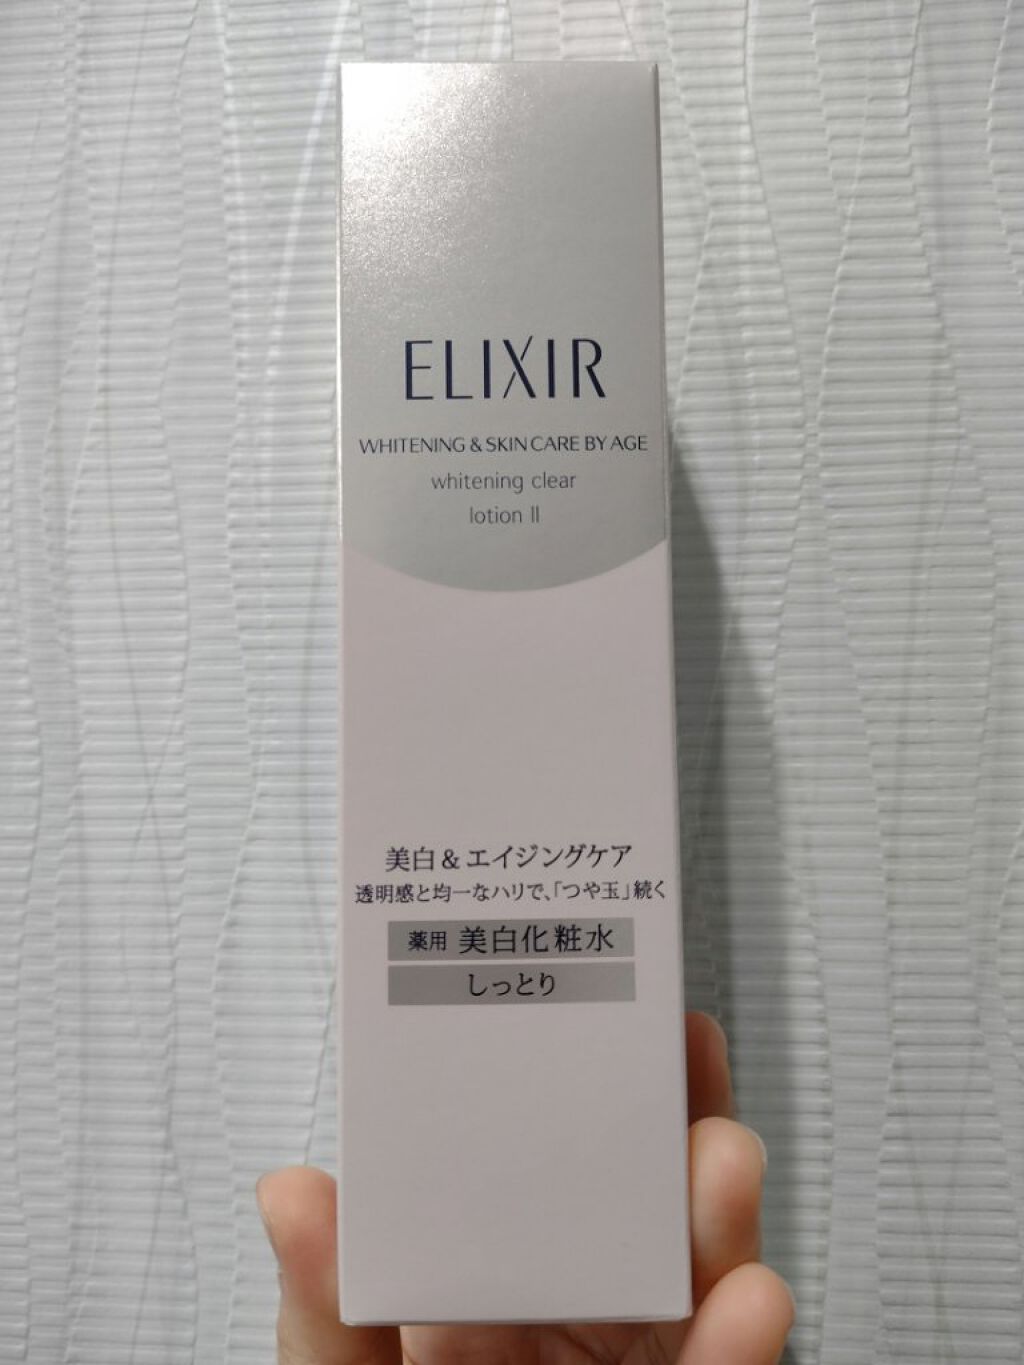 ELIXIR
WHITENING & SKIN CARE BY AGE
whitening clear
lotion II
美白&エイジングケア
透明感と均一なハリで、「つや玉」続く
薬用 美白化粧水
しっとり